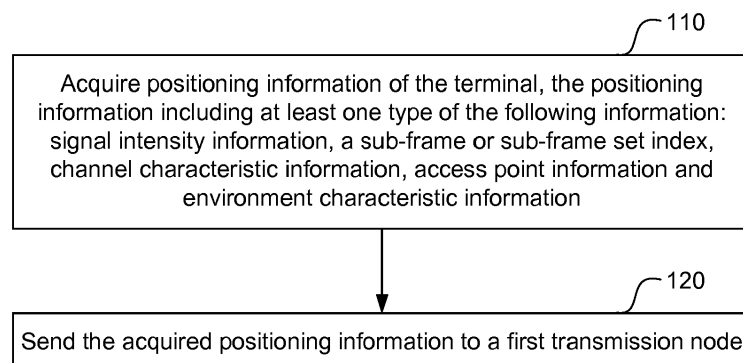 110
Acquire positioning information of the terminal, the positioning
information including at least one type of the following information:
signal intensity information, a sub-frame or sub-frame set index,
channel characteristic information, access point information and
environment characteristic information
120
Send the acquired positioning information to a first transmission node